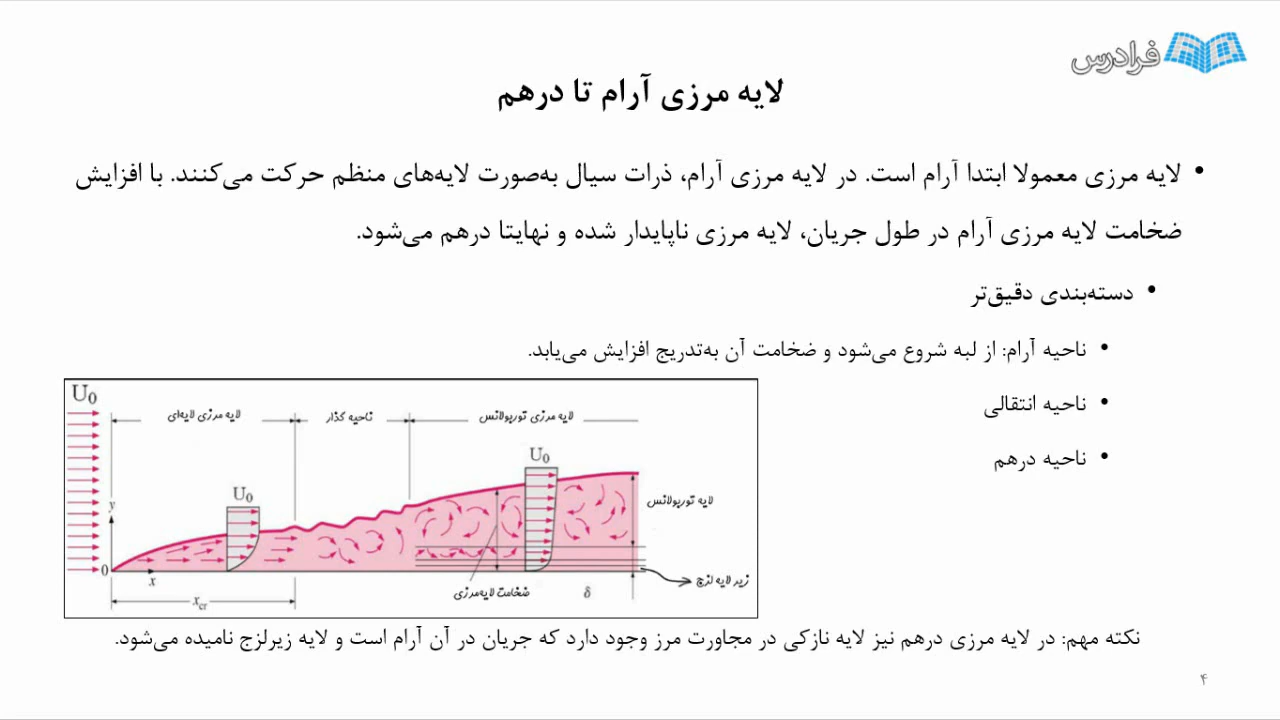 فرادرس
لایه مرزی آرام تا درهم
• لایه مرزی معمولا ابتدا آرام است. در لایه مرزی آرام، ذرات سیال به‌صورت لایه‌های منظم حرکت می‌کنند. با افزایش
ضخامت لایه مرزی آرام در طول جریان، لایه مرزی ناپایدار شده و نهایتا درهم می‌شود.
• دسته‌بندی دقیق‌تر
• ناحیه آرام: از لبه شروع می‌شود و ضخامت آن به‌تدریج افزایش می‌یابد.
• ناحیه انتقالی
• ناحیه درهم
U0
لایه مرزی لایه‌ای
ناحیه گذار
لایه مرزی توربولانس
U0
U0
y
لایه توربولانس
0
x
زیر لایه لزج
ضخامت لایه‌مرزی
δ
xcr
نکته مهم: در لایه مرزی درهم نیز لایه نازکی در مجاورت مرز وجود دارد که جریان در آن آرام است و لایه زیرلزج نامیده می‌شود.
۴